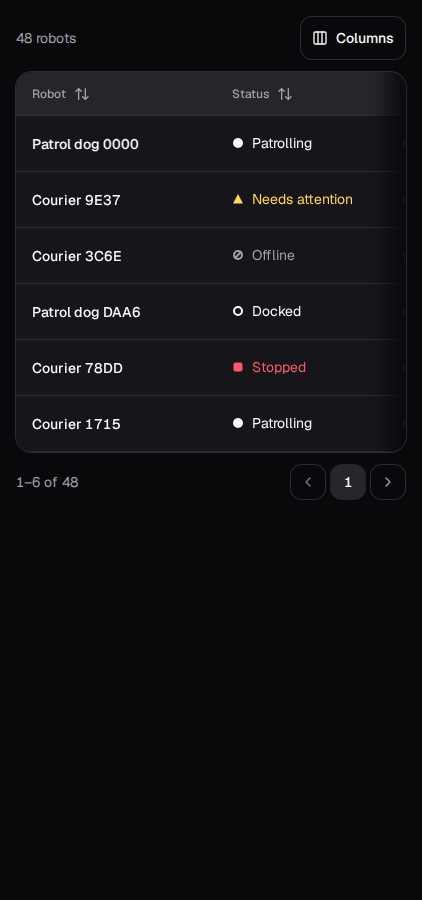 48 robots
Columns
Robot Status
Patrol dog 0000 Patrolling
Courier 9E37 Needs attention
Courier 3C6E Offline
Patrol dog DAA6 Docked
Courier 78DD Stopped
Courier 1715 Patrolling
1–6 of 48
1